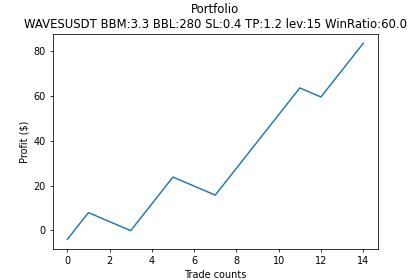 Portfolio
WAVESUSDT BBM:3.3 BBL:280 SL:0.4 TP:1.2 lev:15 WinRatio:60.0
80
60
40
20
0
Profit ($)
0 2 4 6 8 10 12 14
Trade counts